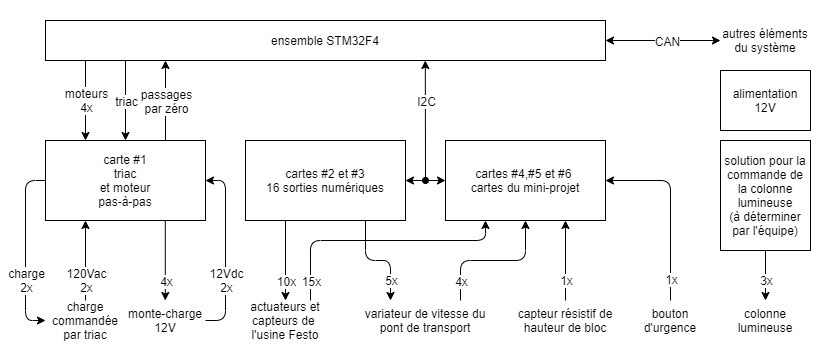 ensemble STM32F4
CAN
autres éléments
du système
moteurs
4x
triac
passages
par zéro
I2C
alimentation
12V
carte #1
triac
et moteur
pas-à-pas
cartes #2 et #3
16 sorties numériques
cartes #4,#5 et #6
cartes du mini-projet
solution pour la
commande de
la colonne
lumineuse
(à déterminer
par l'équipe)
charge
2x
120Vac
2x
4x
12Vdc
2x
10x
15x
5x
4x
1x
1x
3x
charge
commandée
par triac
monte-charge
12V
actuateurs et
capteurs de
l'usine Festo
variateur de vitesse du
pont de transport
capteur résistif de
hauteur de bloc
bouton
d'urgence
colonne
lumineuse